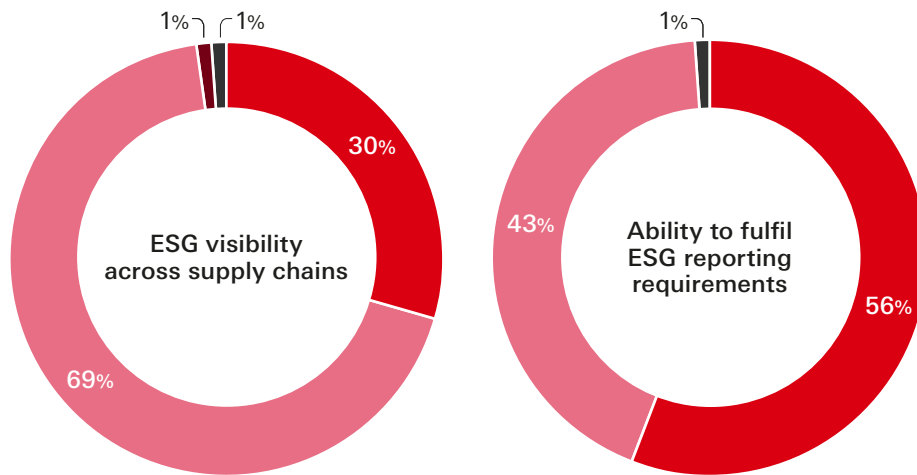 1% 1%
30%
ESG visibility
across supply chains
69%
1%
43%
Ability to fulfil
ESG reporting
requirements
56%